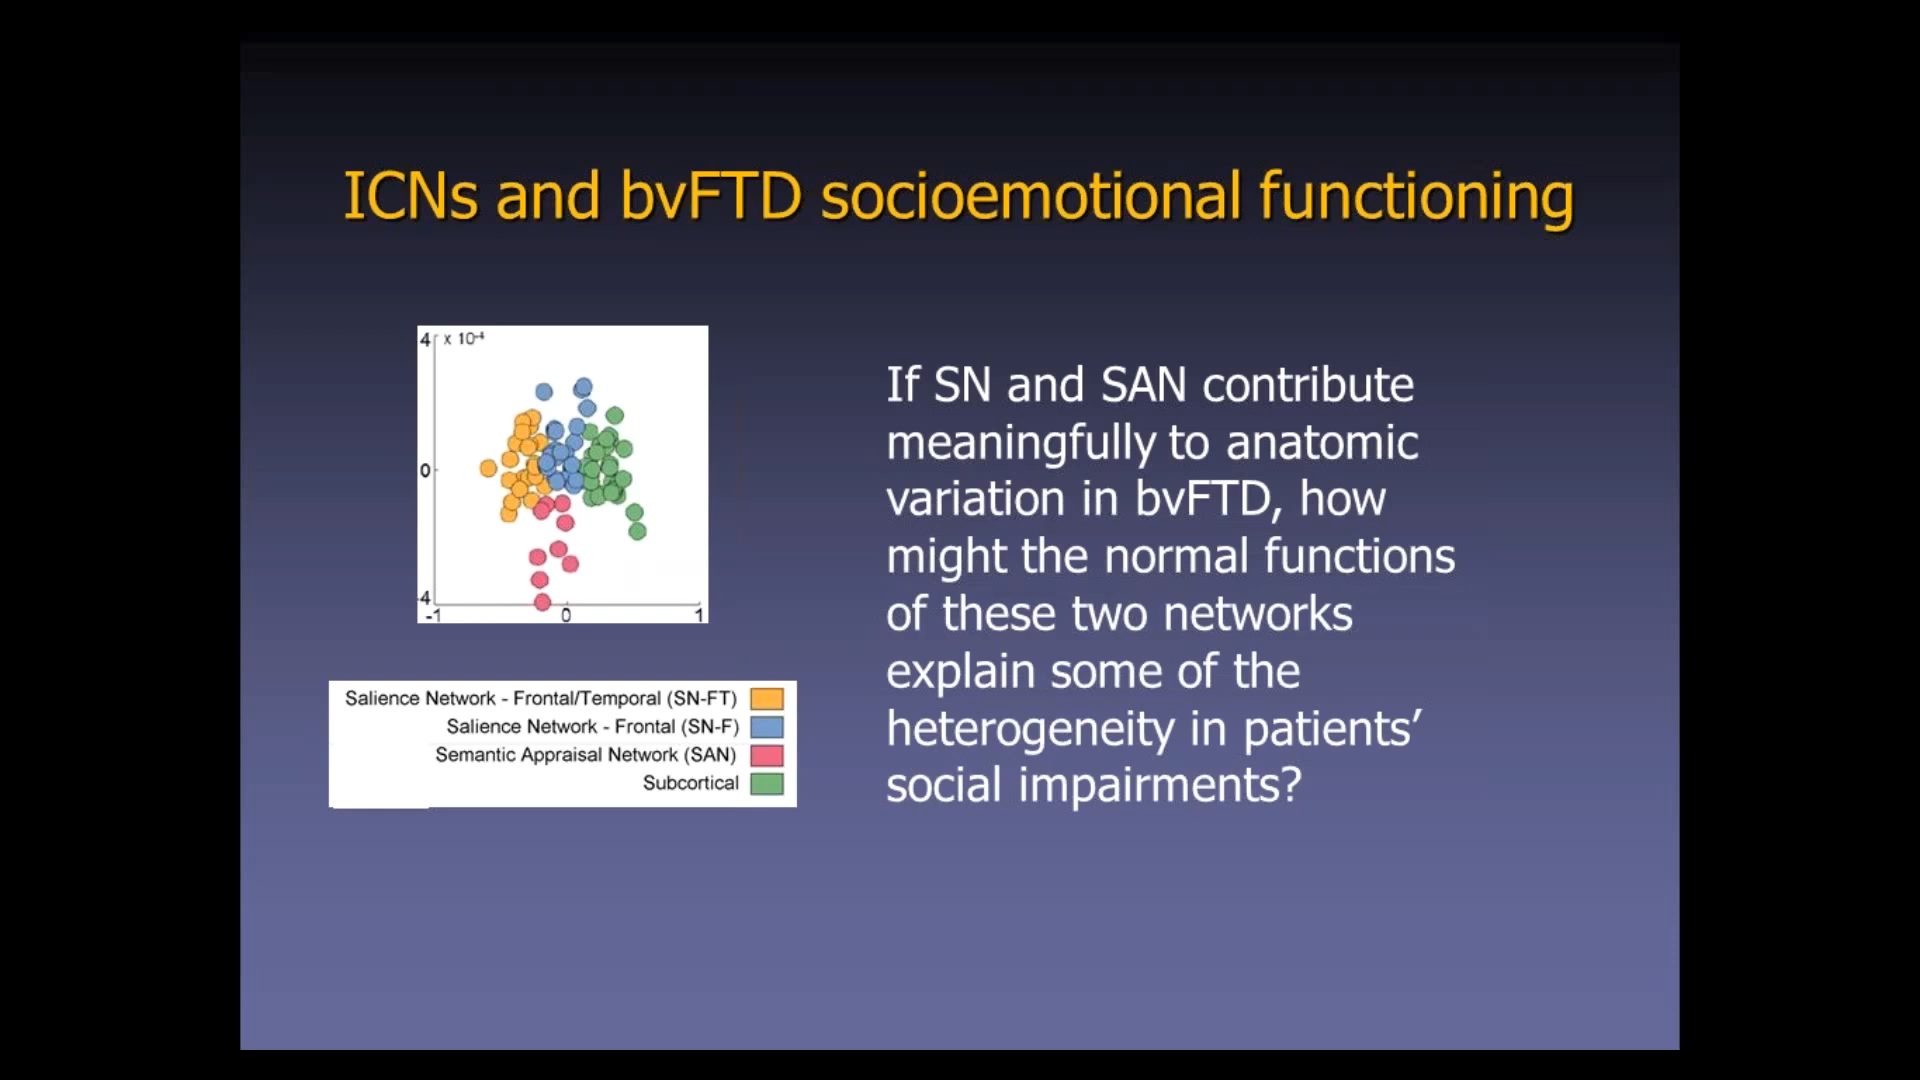 ICNs and bvFTD socioemotional functioning
4 x 10-4
0
-4
-1 0 1
Salience Network - Frontal/Temporal (SN-FT)
Salience Network - Frontal (SN-F)
Semantic Appraisal Network (SAN)
Subcortical
If SN and SAN contribute
meaningfully to anatomic
variation in bvFTD, how
might the normal functions
of these two networks
explain some of the
heterogeneity in patients’
social impairments?